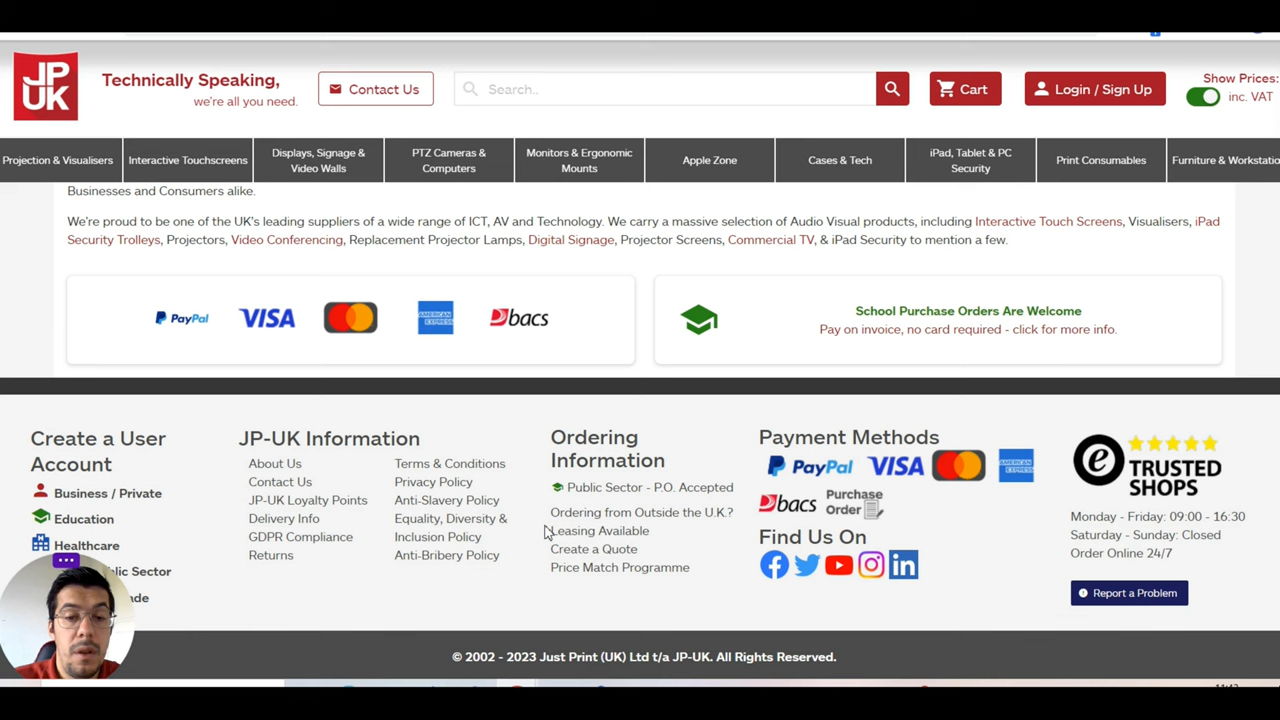 JP
UK
Technically Speaking,
we're all you need.
Contact Us
Search..
Cart
Login / Sign Up
Show Prices:
inc. VAT
Projection & Visualisers
Interactive Touchscreens
Displays, Signage &
Video Walls
PTZ Cameras &
Computers
Monitors & Ergonomic
Mounts
Apple Zone
Cases & Tech
iPad, Tablet & PC
Security
Print Consumables
Furniture & Workstatio
Businesses and Consumers alike.
We're proud to be one of the UK's leading suppliers of a wide range of ICT, AV and Technology. We carry a massive selection of Audio Visual products, including Interactive Touch Screens, Visualisers, iPad
Security Trolleys, Projectors, Video Conferencing, Replacement Projector Lamps, Digital Signage, Projector Screens, Commercial TV, & iPad Security to mention a few.
PayPal
VISA
AMERICAN
EXPRESS
bacs
School Purchase Orders Are Welcome
Pay on invoice, no card required - click for more info.
Create a User
Account
Business / Private
Education
Healthcare
lic Sector
ade
JP-UK Information
About Us
Contact Us
JP-UK Loyalty Points
Delivery Info
GDPR Compliance
Returns
Terms & Conditions
Privacy Policy
Anti-Slavery Policy
Equality, Diversity &
Inclusion Policy
Anti-Bribery Policy
Ordering
Information
Public Sector - P.O. Accepted
Ordering from Outside the U.K.?
Leasing Available
Create a Quote
Price Match Programme
Payment Methods
PayPal
VISA
AMERICAN
EXPRESS
bacs
Purchase
Order
Find Us On
e
TRUSTED
SHOPS
Monday - Friday: 09:00 - 16:30
Saturday - Sunday: Closed
Order Online 24/7
Report a Problem
© 2002 - 2023 Just Print (UK) Ltd t/a JP-UK. All Rights Reserved.